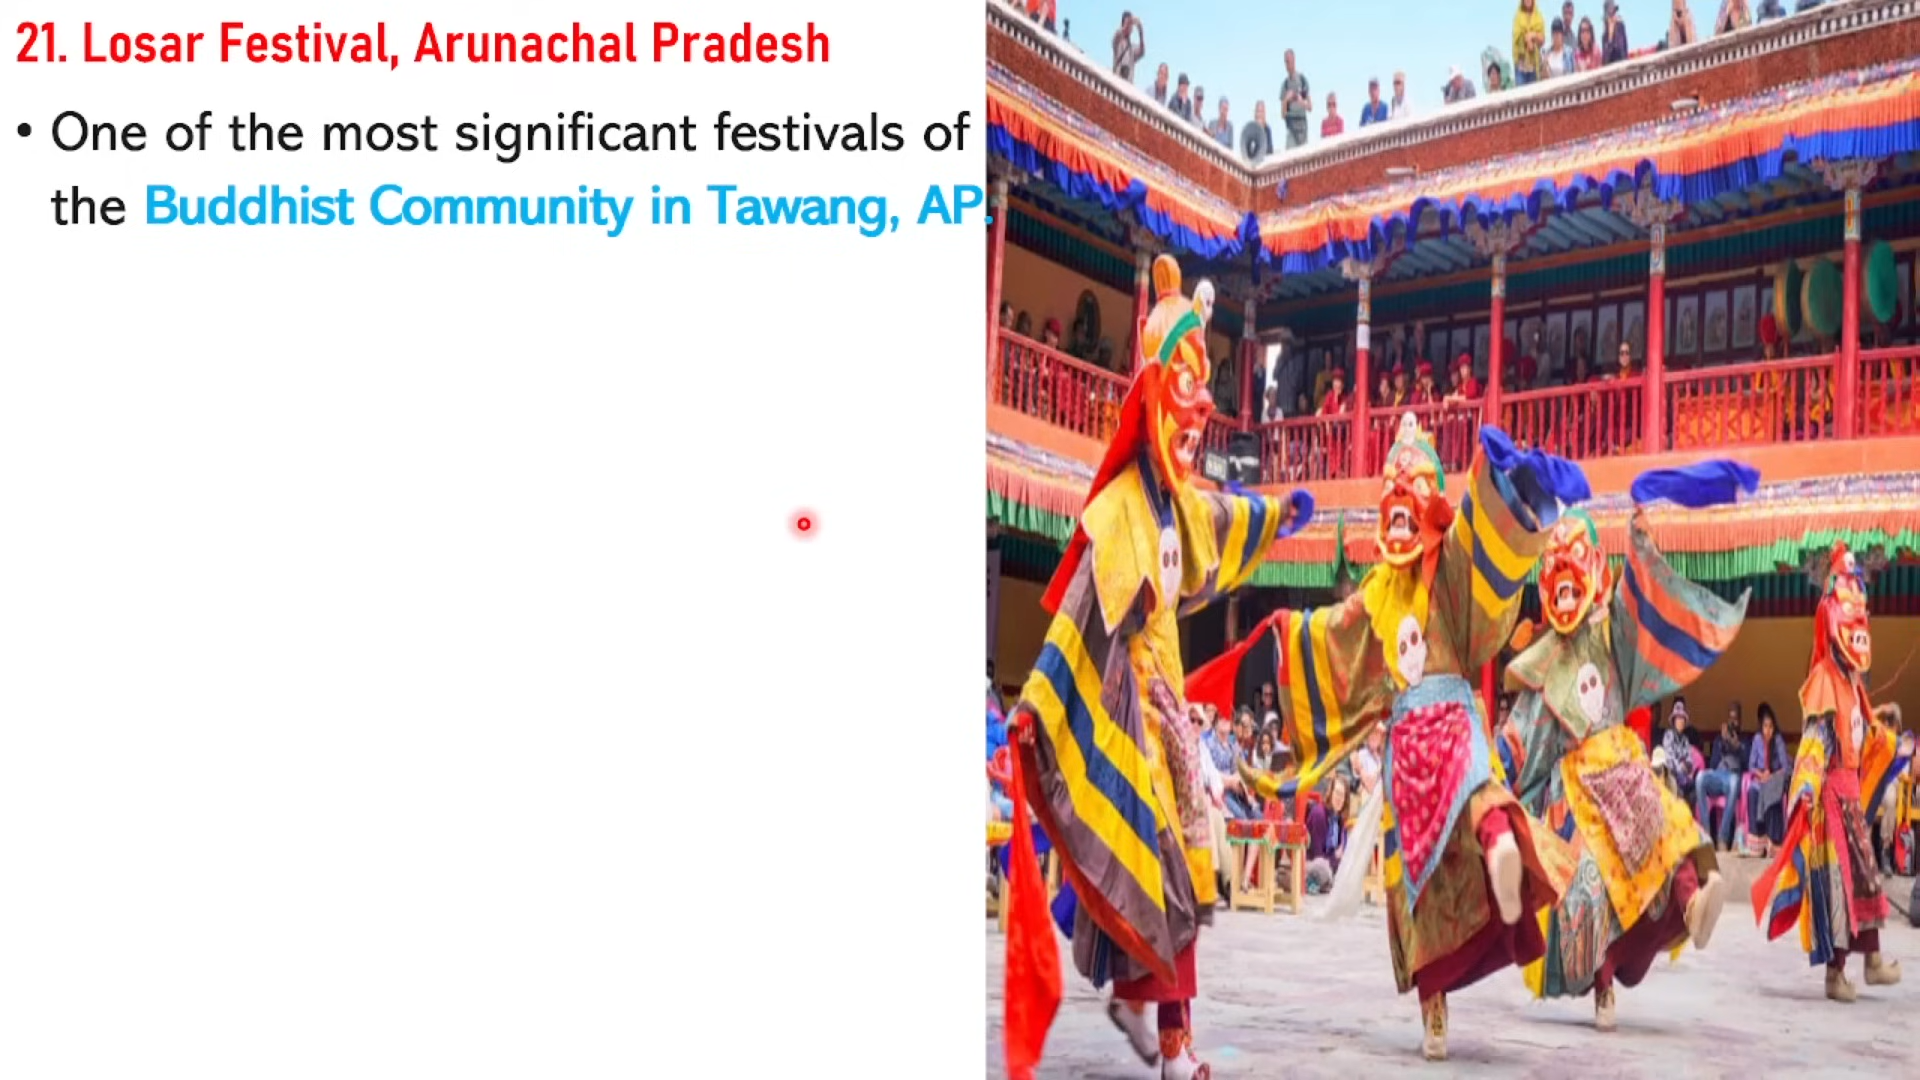 21. Losar Festival, Arunachal Pradesh
• One of the most significant festivals of
the Buddhist Community in Tawang, AP.